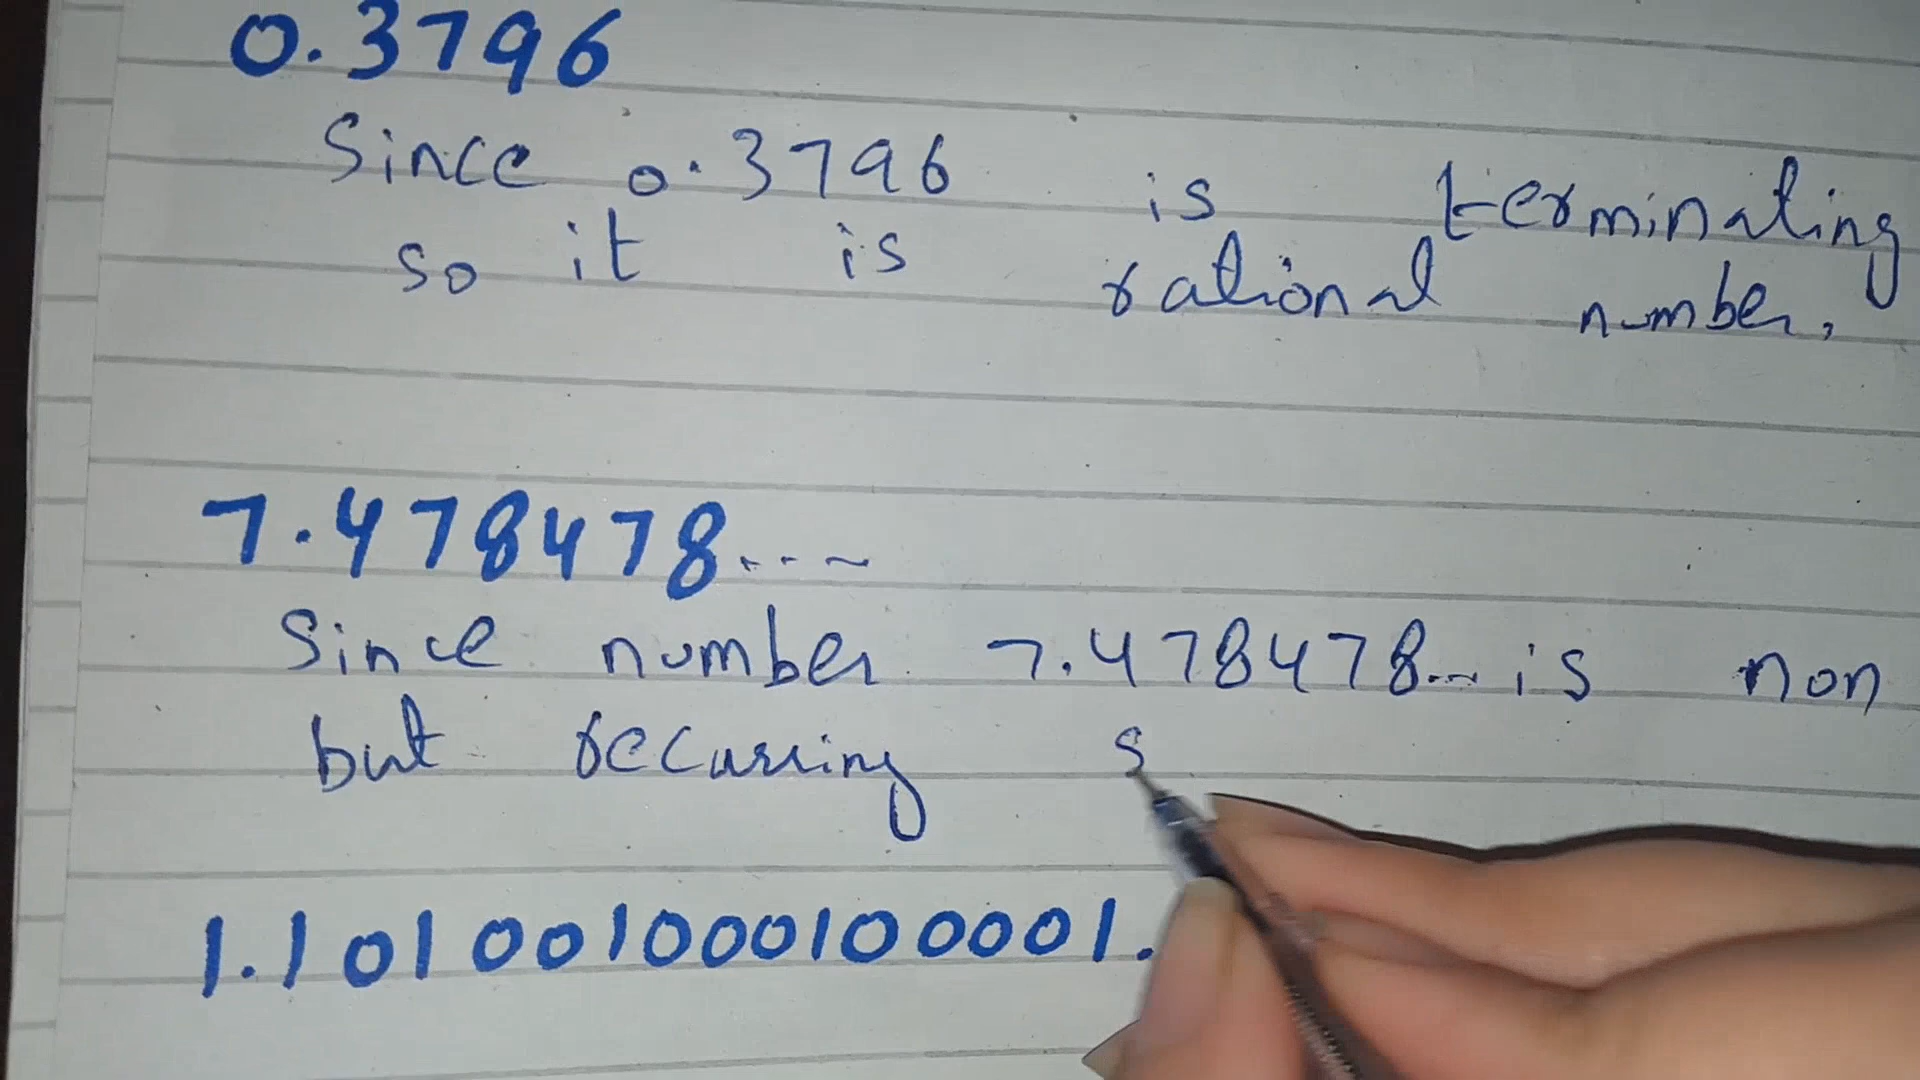 0.3796
Since 0.3796 is terminating
so it is rational number.
7.478478....
Since number 7.478478... is non
but recurring s
1.101001000100001.